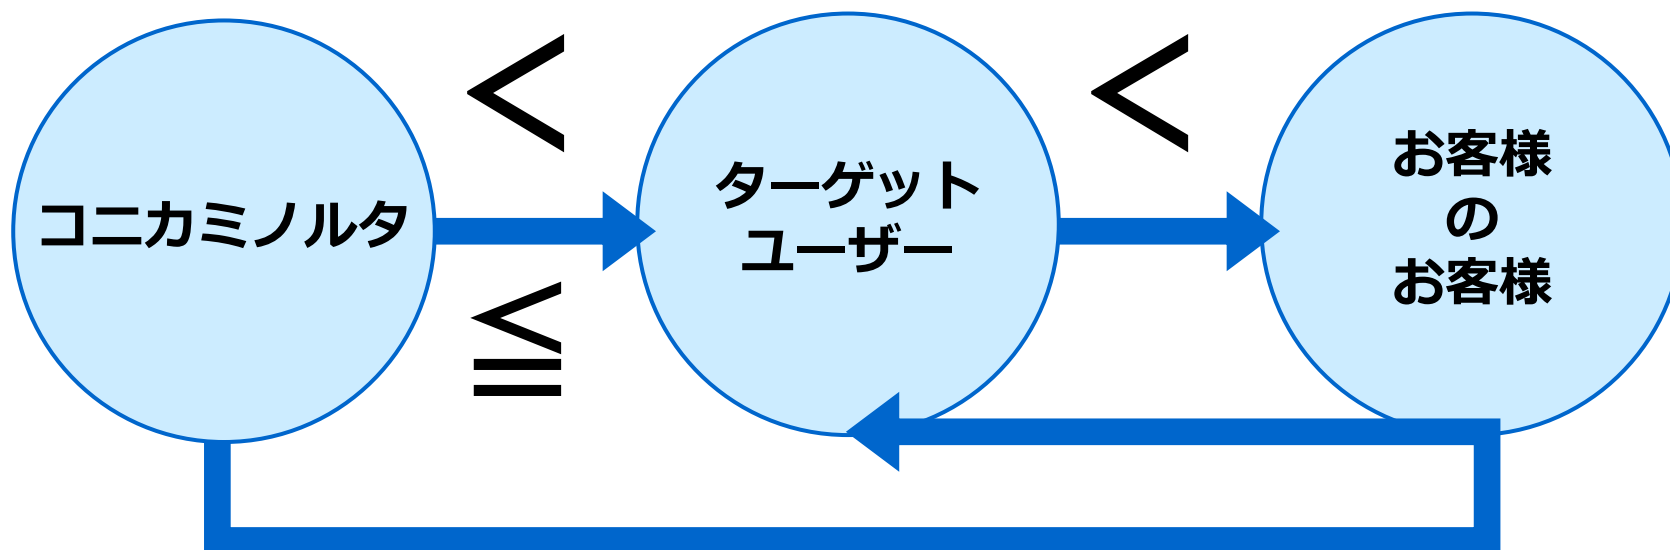 コニカミノルタ
<
≦
ターゲット
ユーザー
<
お客様
の
お客様